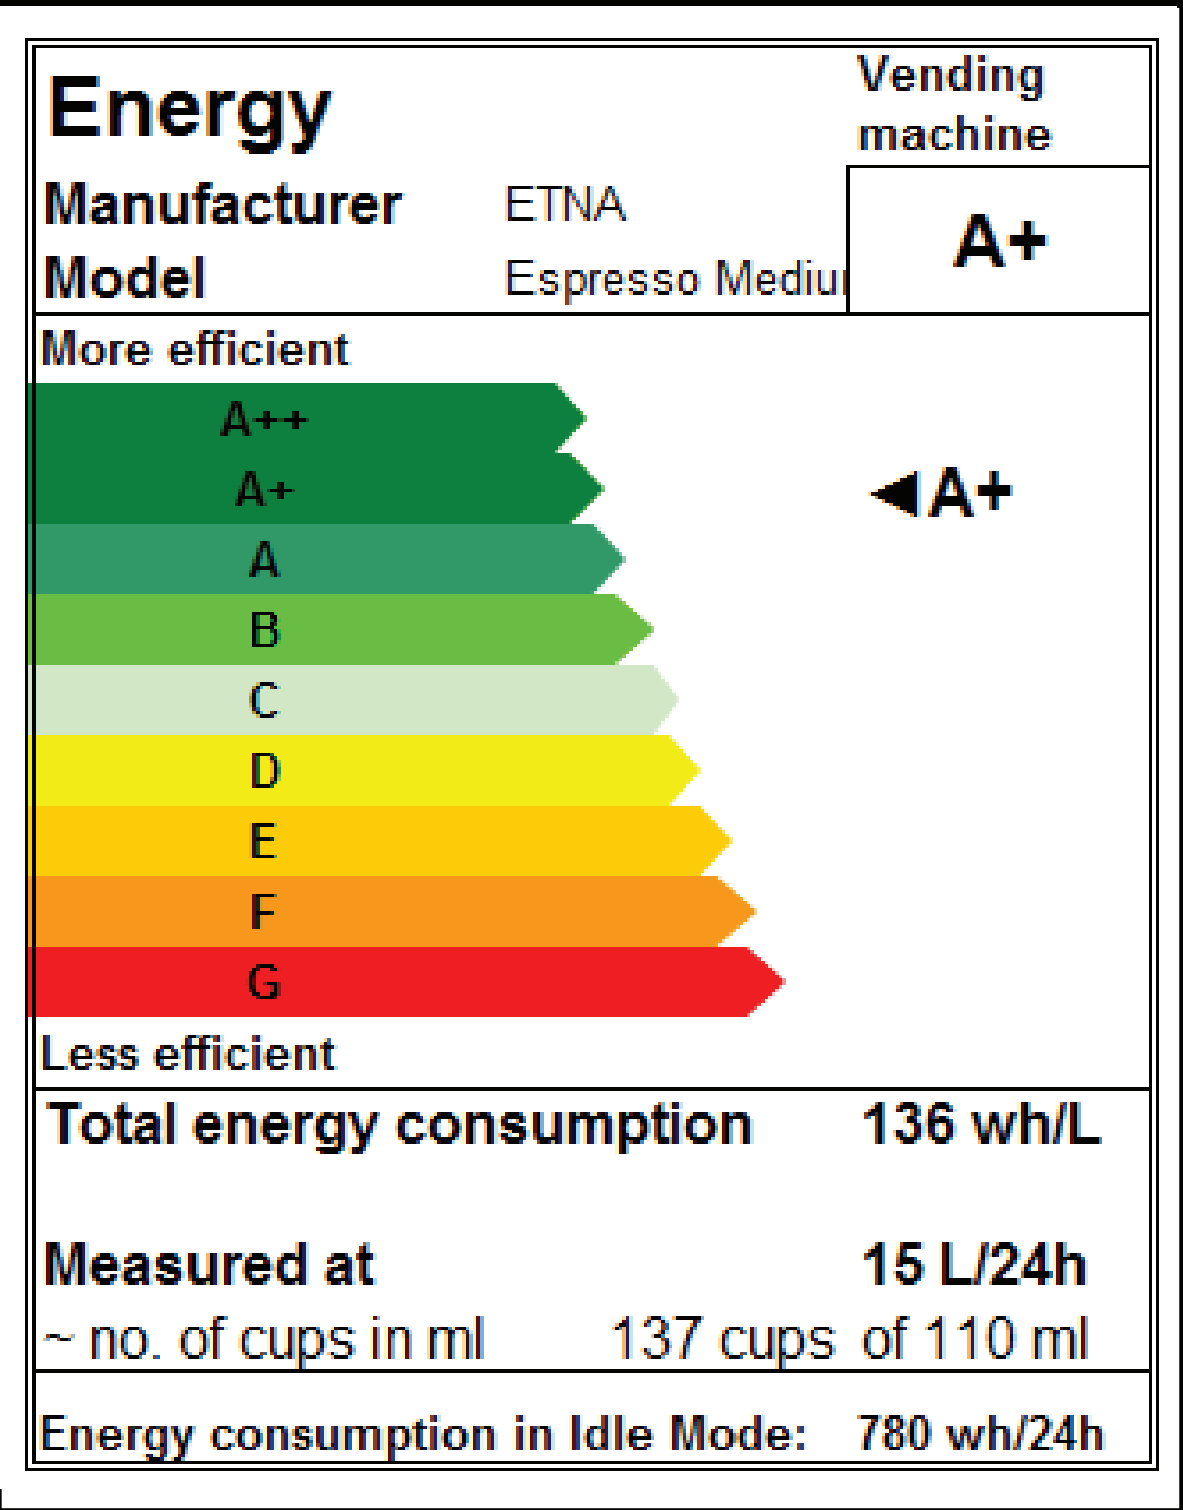 Energy
Vending
machine
Manufacturer ETNA
A+
Model Espresso
More efficient
A++
A+
◄A+
A
B
C
D
E
F
G
Less efficient
Total energy consumption 136 wh/L
Measured at 15 L/24h
~ no. of cups in ml 137 cups of 110 ml
Energy consumption in Idle Mode: 780 wh/24h